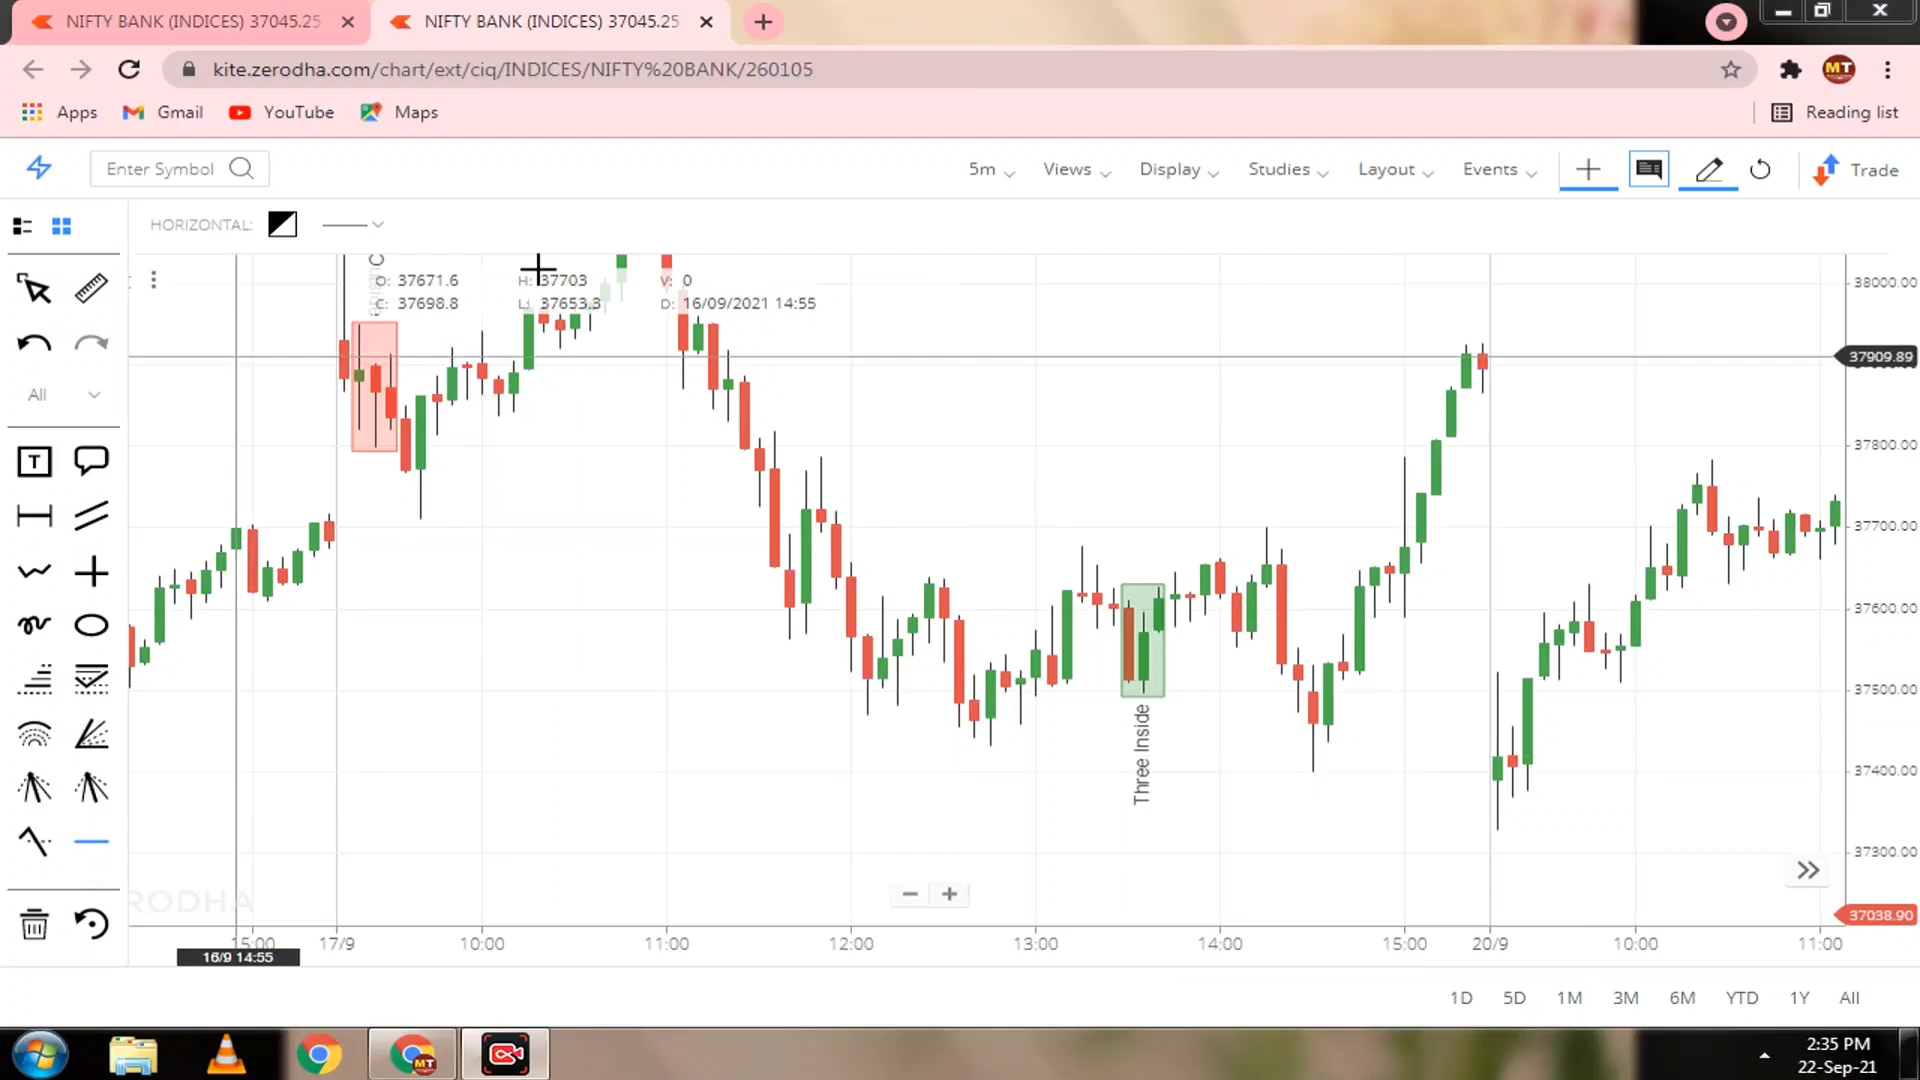 NIFTY BANK (INDICES) 37045.25
NIFTY BANK (INDICES) 37045.25
kite.zerodha.com/chart/ext/ciq/INDICES/NIFTY%20BANK/260105
MT
Apps Gmail YouTube Maps Reading list
Enter Symbol 5m Views Display Studies Layout Events Trade
HORIZONTAL:
O: 37671.6 H: 37703 V: 0
C: 37698.8 L: 37653.3 D: 16/09/2021 14:55
All
T
38000.00
37909.89
37800.00
37700.00
37600.00
37500.00
37400.00
37300.00
37038.90
Three Inside
RODHA
15:00 17/9 10:00 11:00 12:00 13:00 14:00 15:00 20/9 10:00 11:00
16/9 14:55
1D 5D 1M 3M 6M YTD 1Y All
MT
2:35 PM
22-Sep-21